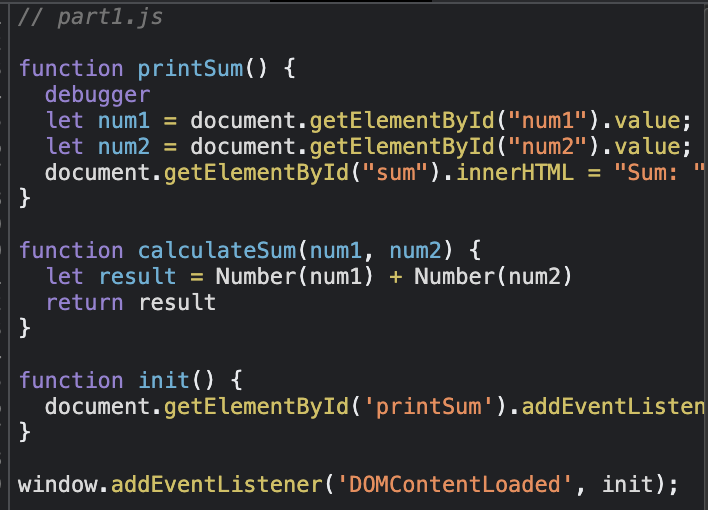 // part1.js
function printSum() {
debugger
let num1 = document.getElementById("num1").value;
let num2 = document.getElementById("num2").value;
document.getElementById("sum").innerHTML = "Sum: "
}
function calculateSum(num1, num2) {
let result = Number(num1) + Number(num2)
return result
}
function init() {
document.getElementById('printSum').addEventListen
}
window.addEventListener('DOMContentLoaded', init);